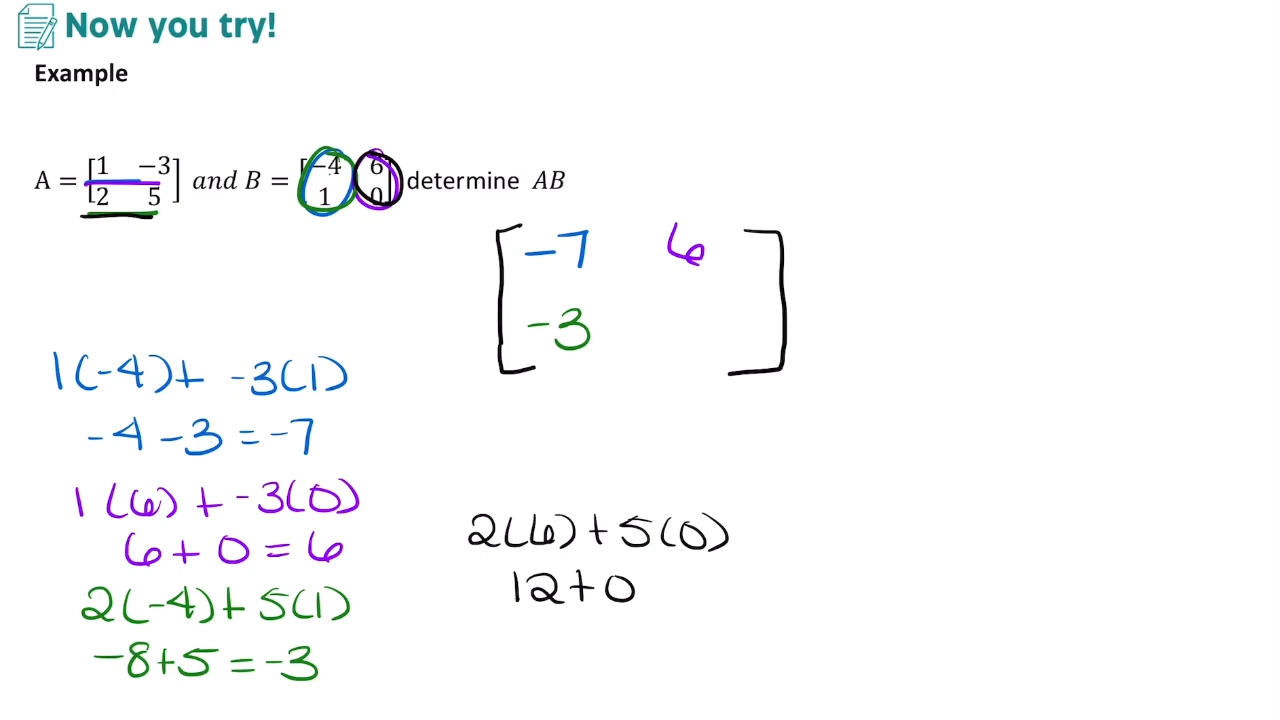 Now you try!
Example
A = [1 −3
2 5] and B = [−4 6
1 0] determine AB
[-7 6
-3 ]
1(-4)+ -3(1)
-4-3=-7
1(6)+-3(0)
6+0=6
2(-4)+5(1)
-8+5=-3
2(6)+5(0)
12+0